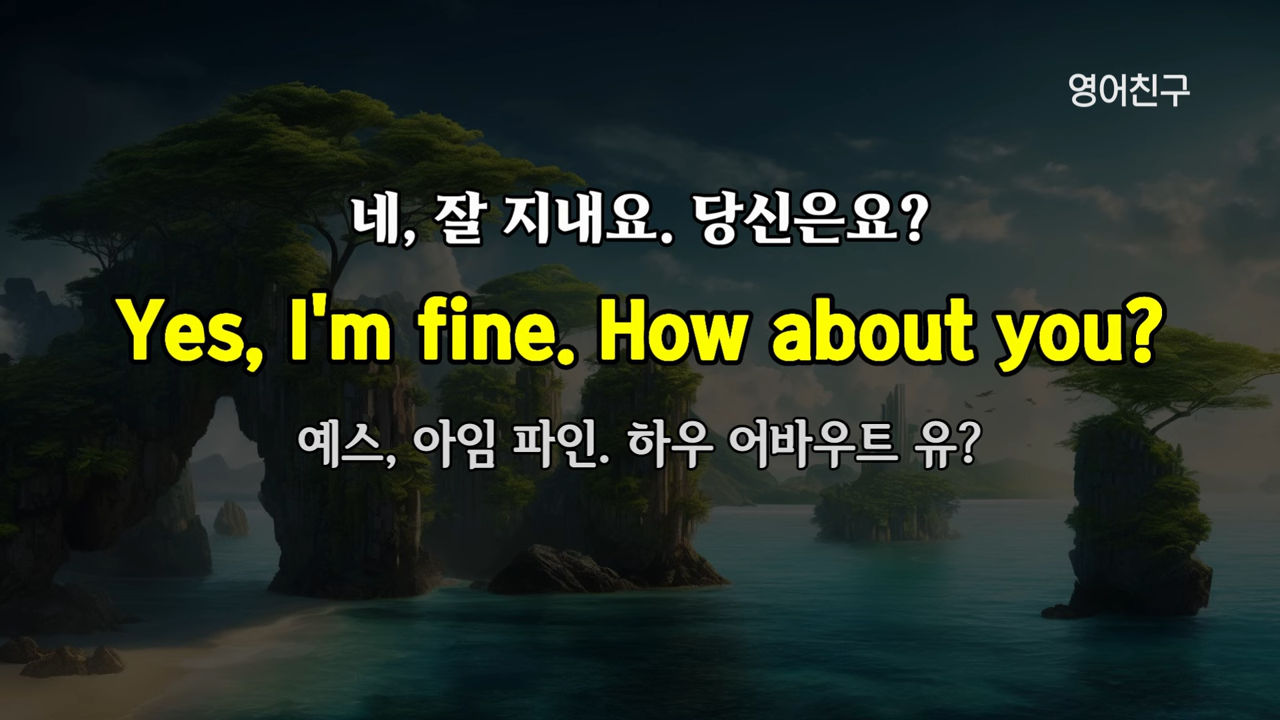 영어친구
네, 잘 지내요. 당신은요?
Yes, I'm fine. How about you?
예스, 아임 파인. 하우 어바우트 유?